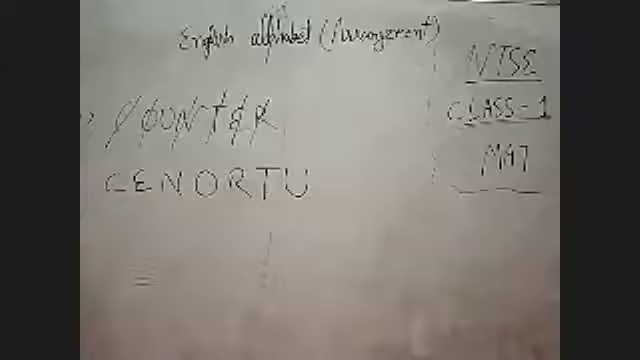 English alphabet (Arrangement)
NTSE
CLASS-1
MAT
COUNTER
CENORTU